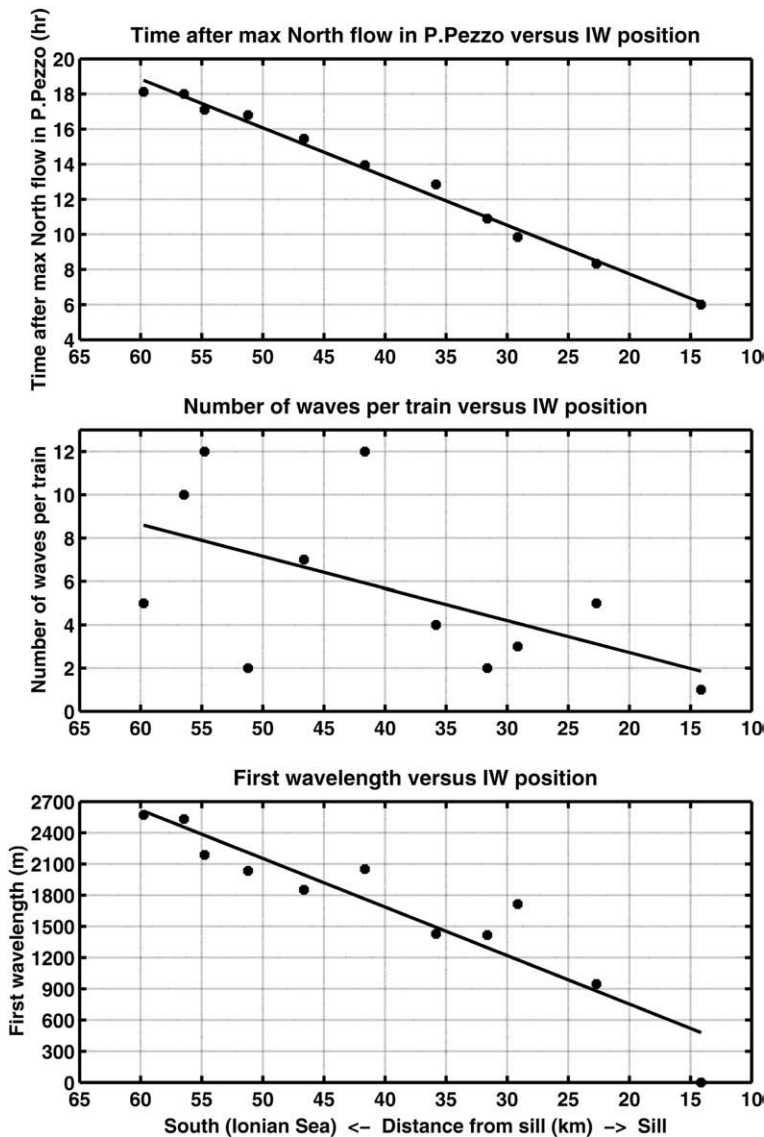 Time after max North flow in P.Pezzo versus IW position
Time after max North flow in P.Pezzo (hr)
20
18
16
14
12
10
8
6
4
65 60 55 50 45 40 35 30 25 20 15 10
Number of waves per train versus IW position
Number of waves per train
12
10
8
6
4
2
0
65 60 55 50 45 40 35 30 25 20 15 10
First wavelength versus IW position
First wavelength (m)
2700
2400
2100
1800
1500
1200
900
600
300
0
65 60 55 50 45 40 35 30 25 20 15 10
South (Ionian Sea) <– Distance from sill (km) –> Sill